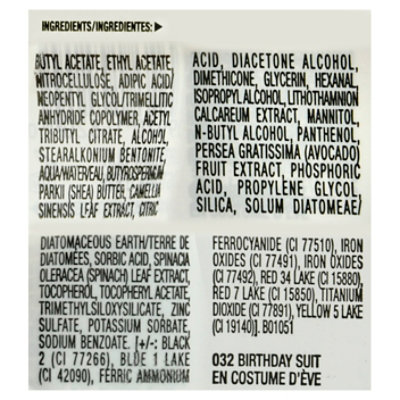 INGREDIENTS/INGREDIENTES: ▶
BUTYL ACETATE, ETHYL ACETATE,
NITROCELLULOSE, ADIPIC ACID/
NEOPENTYL GLYCOL/TRIMELLITIC
ANHYDRIDE COPOLYMER, ACETYL
TRIBUTYL CITRATE, ALCOHOL,
STEARALKONIUM BENTONITE,
AQUA/WATER/EAU, BUTYROSPERMUM
PARKII (SHEA) BUTTER, CAMELLIA
SINENSIS LEAF EXTRACT, CITRIC
ACID, DIACETONE ALCOHOL,
DIMETHICONE, GLYCERIN, HEXANAL,
ISOPROPYL ALCOHOL, LITHOTHAMNION
CALCAREUM EXTRACT, MANNITOL,
N-BUTYL ALCOHOL, PANTHENOL,
PERSEA GRATISSIMA (AVOCADO)
FRUIT EXTRACT, PHOSPHORIC
ACID, PROPYLENE GLYCOL,
SILICA, SOLUM DIATOMEAE/
DIATOMACEOUS EARTH/TERRE DE
DIATOMÉES, SORBIC ACID, SPINACIA
OLERACEA (SPINACH) LEAF EXTRACT,
TOCOPHEROL, TOCOPHERYL ACETATE,
TRIMETHYLSILOXYSILICATE, ZINC
SULFATE, POTASSIUM SORBATE,
SODIUM BENZOATE. [+/-: BLACK
2 (CI 77266), BLUE 1 LAKE
(CI 42090), FERRIC AMMONIUM
FERROCYANIDE (CI 77510), IRON
OXIDES (CI 77491), IRON OXIDES
(CI 77492), RED 34 LAKE (CI 15880),
RED 7 LAKE (CI 15850), TITANIUM
DIOXIDE (CI 77891), YELLOW 5 LAKE
(CI 19140)]. B01051
032 BIRTHDAY SUIT
EN COSTUME D'ÈVE